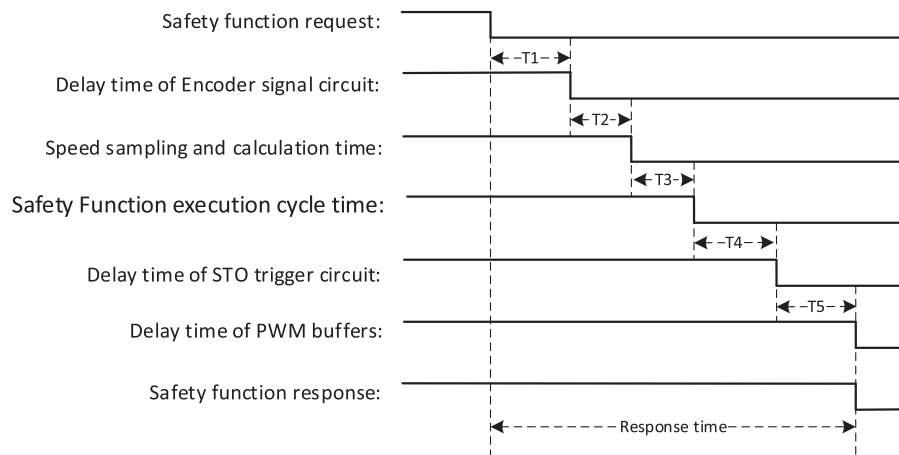 Safety function request:
T1
Delay time of Encoder signal circuit:
T2
Speed sampling and calculation time:
T3
Safety Function execution cycle time:
T4
Delay time of STO trigger circuit:
T5
Delay time of PWM buffers:
Safety function response:
Response time